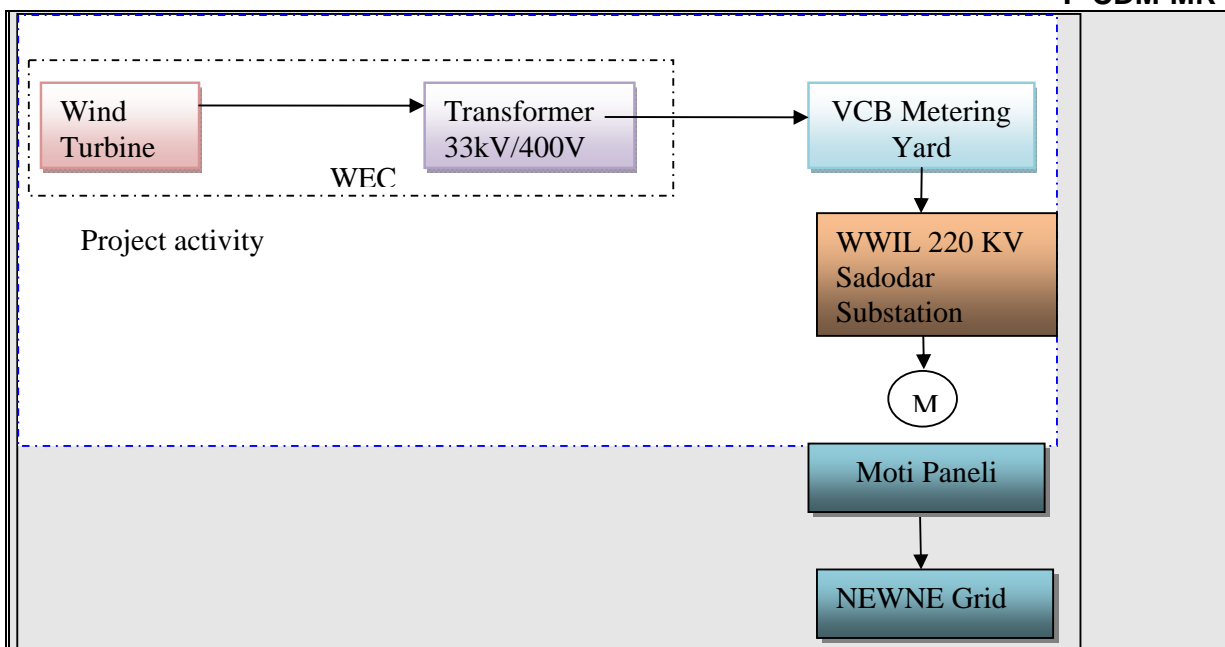 Wind
Turbine
Transformer
33kV/400V
VCB Metering
Yard
WEC
Project activity
WWIL 220 KV
Sadodar
Substation
M
Moti Paneli
NEWNE Grid